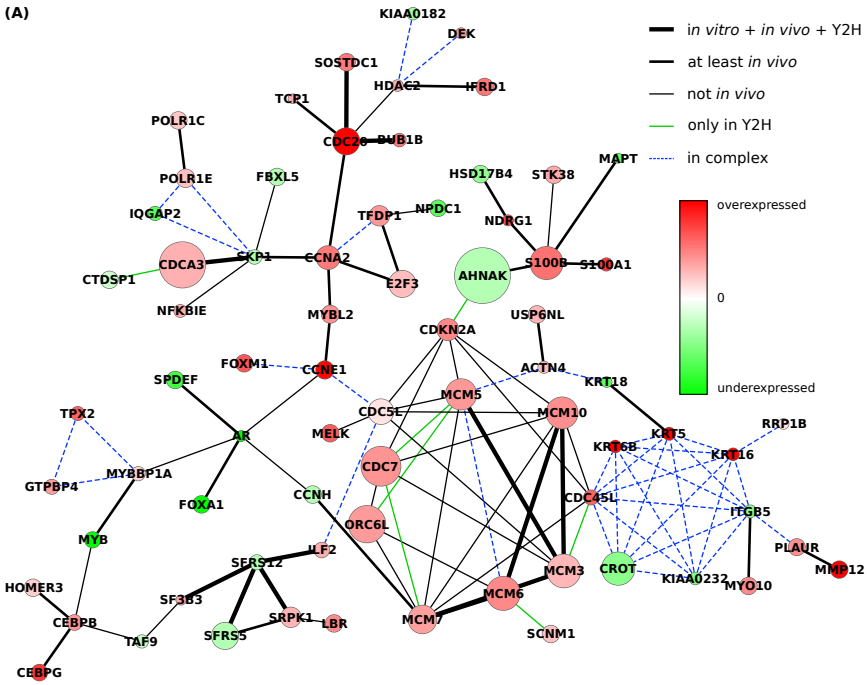 (A)
KIAA0182
DEK
in vitro + in vivo + Y2H
SOSTDC1
at least in vivo
HDAC2
IFRD1
TCP1
not in vivo
POLR1C
only in Y2H
CDC20
BUB1B
in complex
MAPT
POLR1E
FBXL5
HSD17B4
STK38
overexpressed
IQGAP2
TFDP1
NPDC1
NDRG1
SKP1
CCNA2
CDCA3
S100B
S100A1
AHNAK
CTDSP1
E2F3
0
NFKBIE
MYBL2
USP6NL
CDKN2A
FOXM1
CCNE1
ACTN4
SPDEF
KRT18
underexpressed
MCM5
TPX2
CDC5L
MCM10
RRP1B
AR
MELK
KRT5
KRT6B
KRT16
MYBBP1A
CDC7
GTPBP4
CCNH
CDC45L
FOXA1
ITGB5
ORC6L
MYB
ILF2
PLAUR
SFRS12
CROT
MMP12
MCM3
KIAA0232
HOMER3
MYO10
SF3B3
MCM6
CEBPB
SRPK1
LBR
MCM7
SFRS5
SCNM1
TAF9
CEBPG